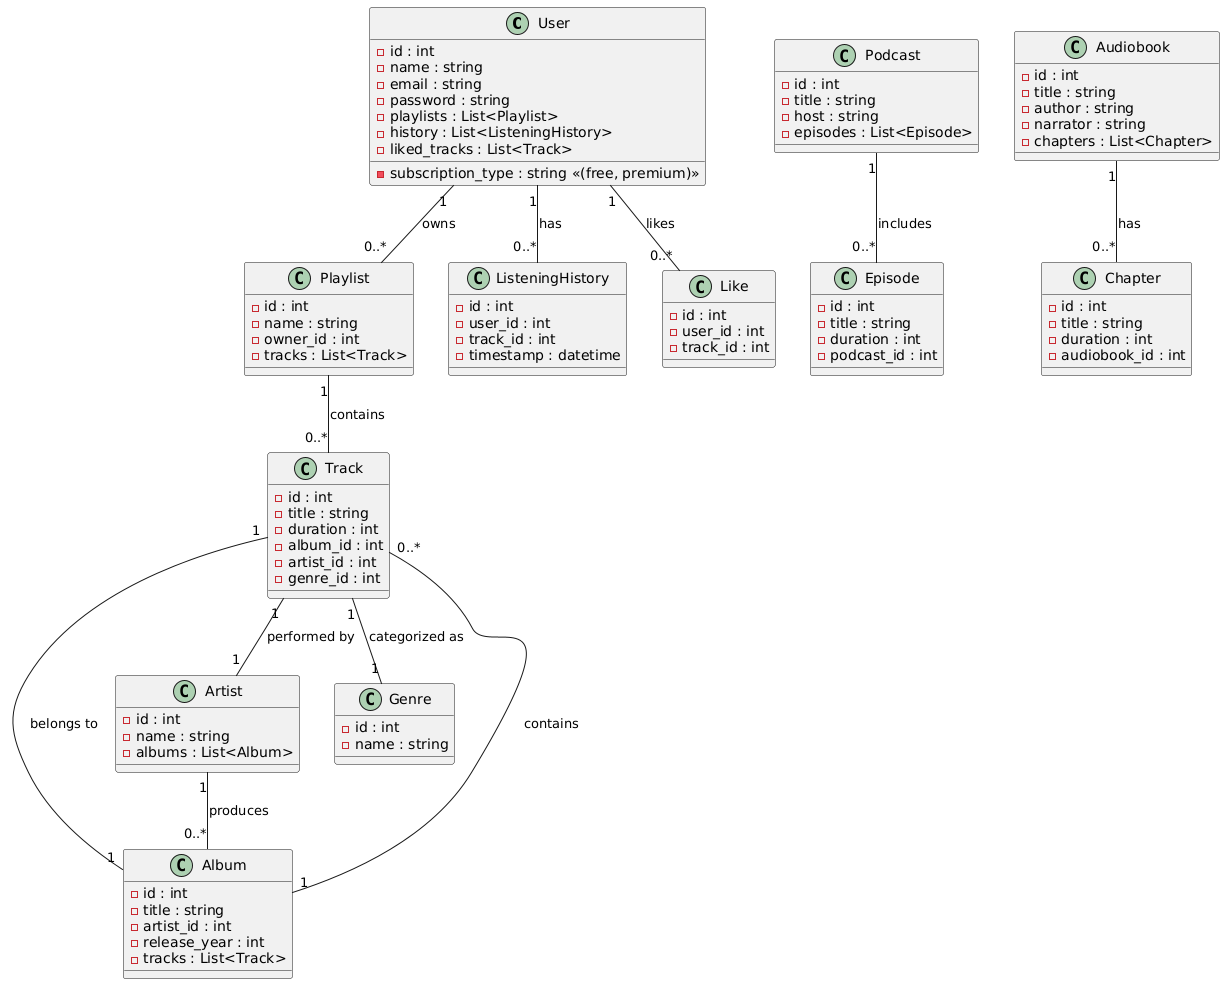 C User
id : int
name : string
email : string
password : string
playlists : List<Playlist>
history : List<ListeningHistory>
liked_tracks : List<Track>
subscription_type : string «(free, premium)»
C Podcast
id : int
title : string
host : string
episodes : List<Episode>
C Audiobook
id : int
title : string
author : string
narrator : string
chapters : List<Chapter>
1
owns
0..*
1
has
0..*
1
likes
0..*
1
includes
0..*
1
has
0..*
C Playlist
id : int
name : string
owner_id : int
tracks : List<Track>
C ListeningHistory
id : int
user_id : int
track_id : int
timestamp : datetime
C Like
id : int
user_id : int
track_id : int
C Episode
id : int
title : string
duration : int
podcast_id : int
C Chapter
id : int
title : string
duration : int
audiobook_id : int
1
contains
0..*
C Track
id : int
title : string
duration : int
album_id : int
artist_id : int
genre_id : int
1
belongs to
1
1
performed by
1
1
categorized as
1
0..*
contains
1
C Artist
id : int
name : string
albums : List<Album>
C Genre
id : int
name : string
1
produces
0..*
C Album
id : int
title : string
artist_id : int
release_year : int
tracks : List<Track>